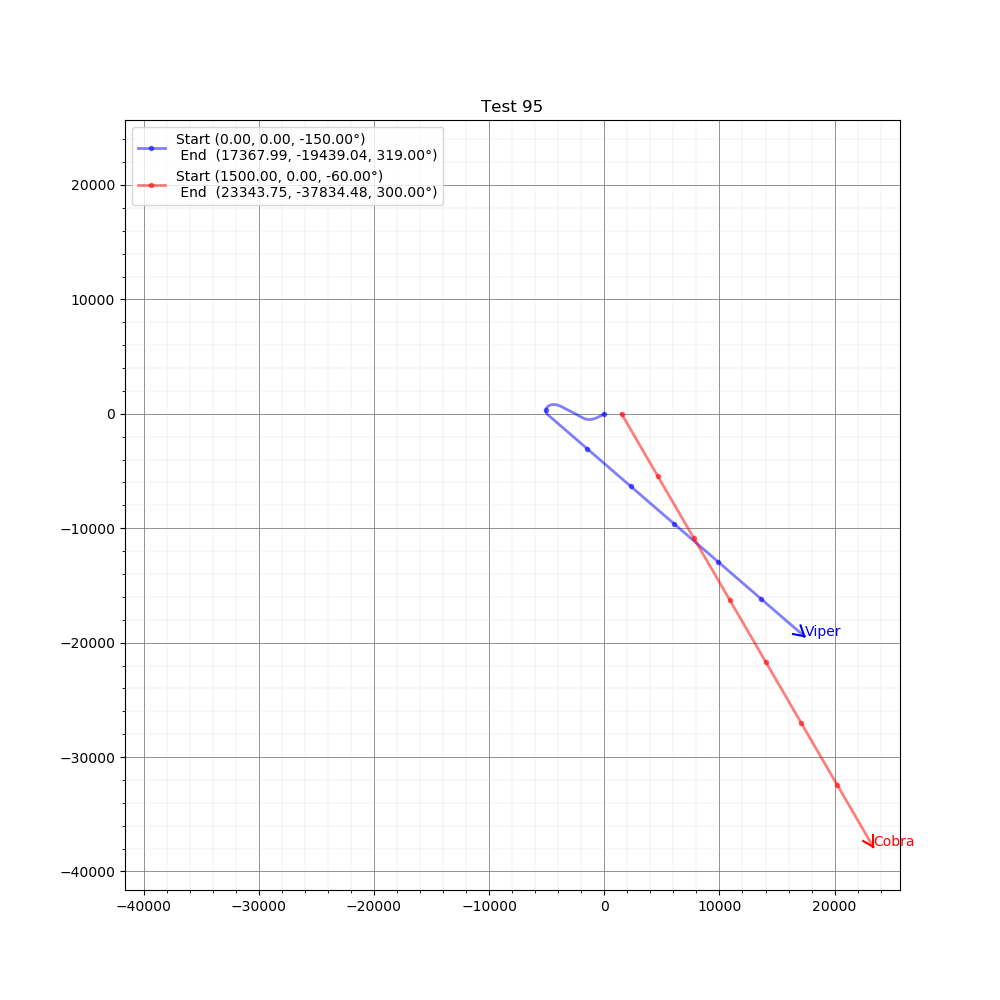 Test 95
Start (0.00, 0.00, -150.00°)
End  (17367.99, -19439.04, 319.00°)
Start (1500.00, 0.00, -60.00°)
End  (23343.75, -37834.48, 300.00°)
20000
10000
0
−10000
−20000
−30000
−40000
Viper
Cobra
−40000 −30000 −20000 −10000 0 10000 20000